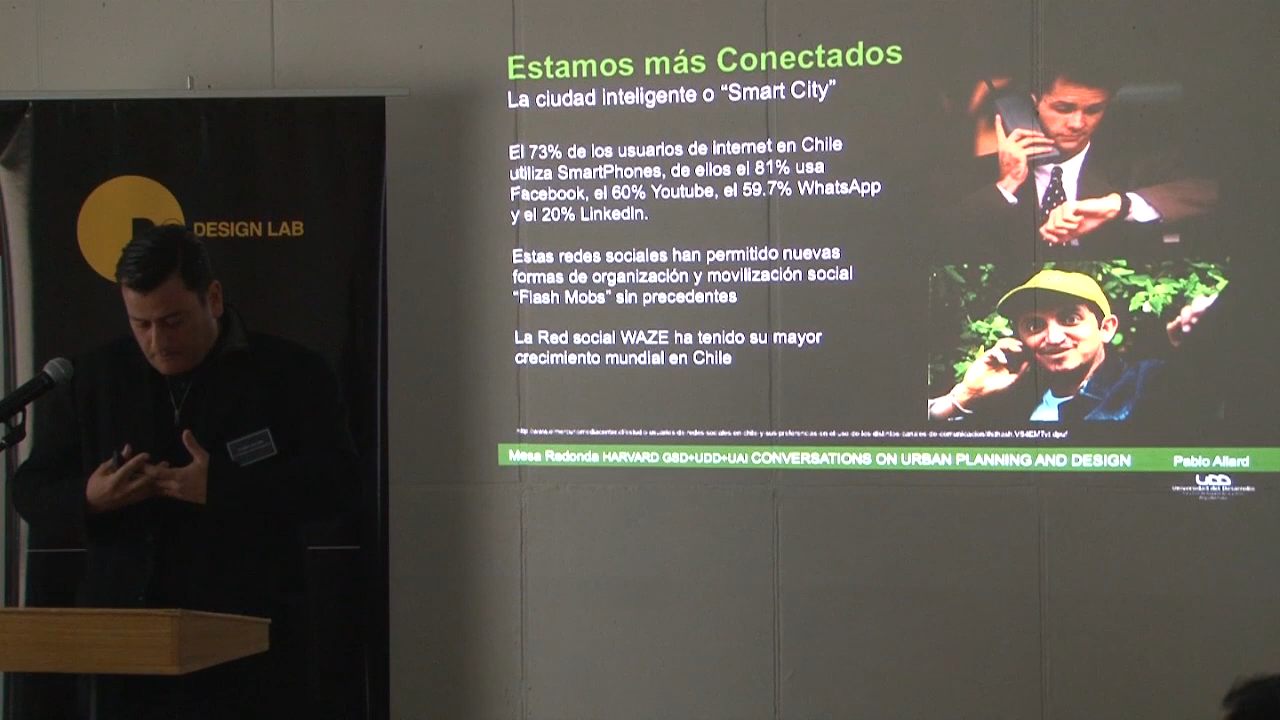 DESIGN LAB
Estamos más Conectados
La ciudad inteligente o “Smart City”
El 73% de los usuarios de internet en Chile
utiliza SmartPhones, de ellos el 81% usa
Facebook, el 60% Youtube, el 59.7% WhatsApp
y el 20% LinkedIn.
Estas redes sociales han permitido nuevas
formas de organización y movilización social
“Flash Mobs” sin precedentes
La Red social WAZE ha tenido su mayor
crecimiento mundial en Chile
Mesa Redonda HARVARD GSD+UDD+UAI CONVERSATIONS ON URBAN PLANNING AND DESIGN Pablo Allard
UDD
Universidad del Desarrollo